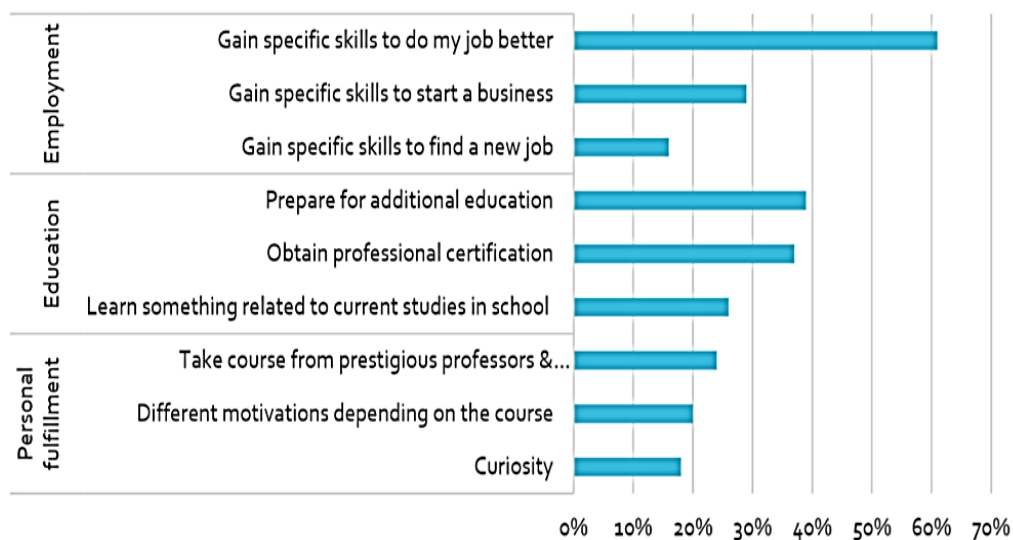 Employment
Gain specific skills to do my job better
Gain specific skills to start a business
Gain specific skills to find a new job
Education
Prepare for additional education
Obtain professional certification
Learn something related to current studies in school
Personal
fulfillment
Take course from prestigious professors &...
Different motivations depending on the course
Curiosity
0% 10% 20% 30% 40% 50% 60% 70%